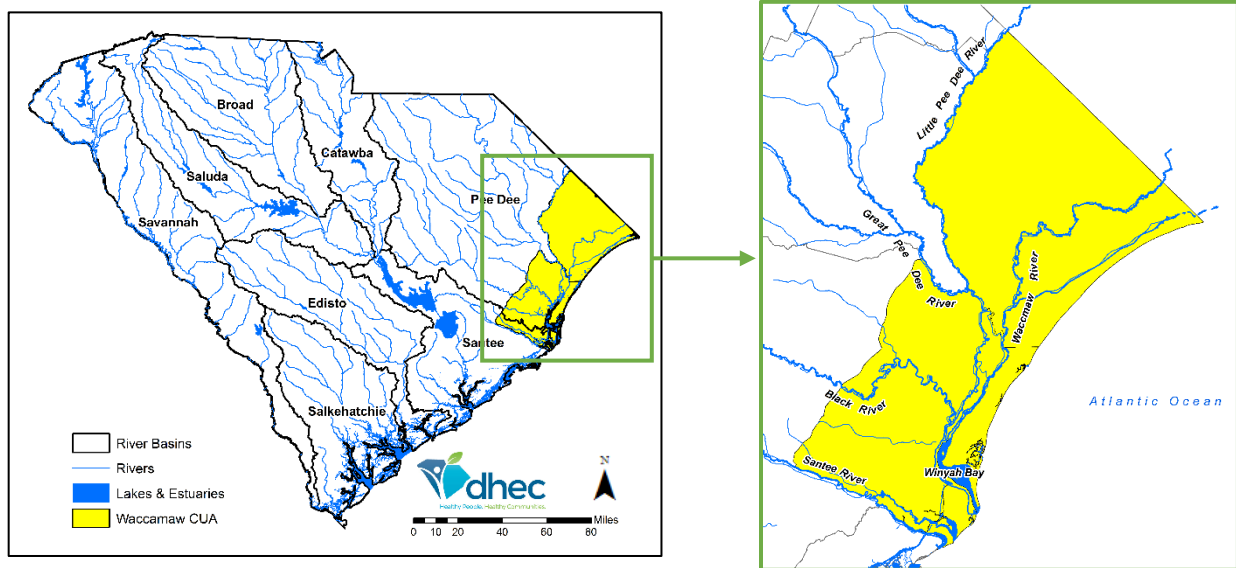 Broad
Catawba
Saluda
Pee Dee
Savannah
Edisto
Santee
Salkehatchie
River Basins
Rivers
Lakes & Estuaries
Waccamaw CUA
dhec
Healthy People. Healthy Communities.
N
0 10 20 40 60 80 Miles
Little Pee Dee River
Great Pee Dee River
Waccmaw River
Black River
Atlantic Ocean
Santee River
Winyah Bay